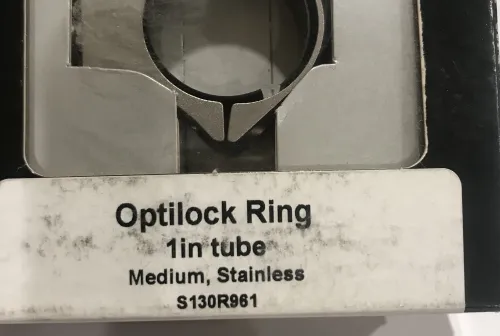 Optilock Ring
1in tube
Medium, Stainless
S130R961